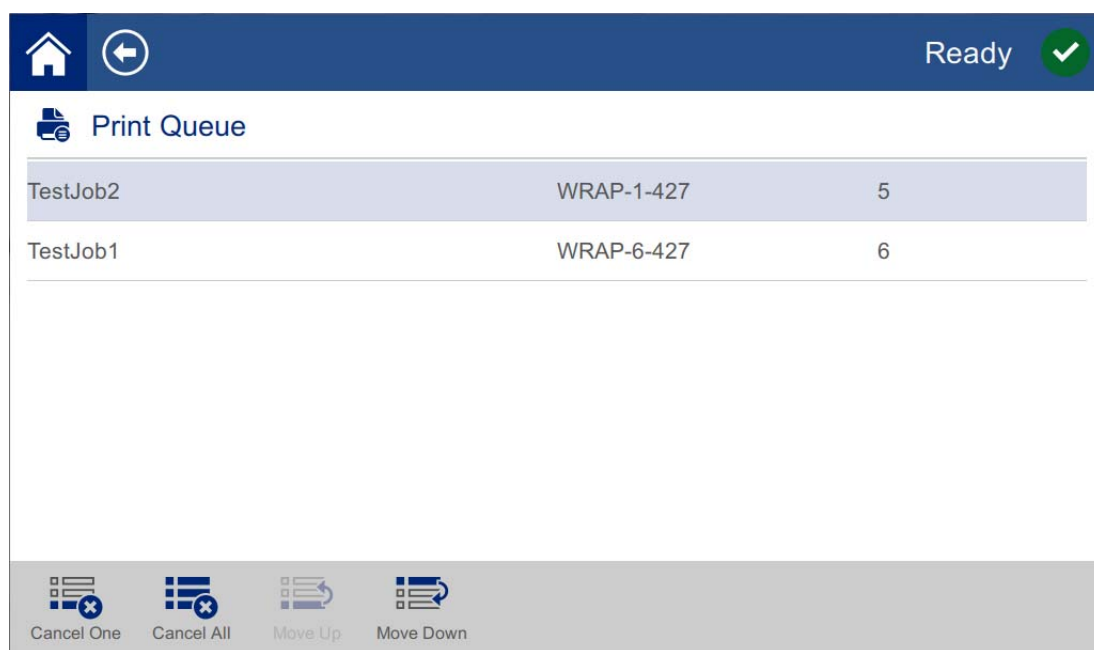 Ready
Print Queue
TestJob2 WRAP-1-427 5
TestJob1 WRAP-6-427 6
Cancel One Cancel All Move Up Move Down